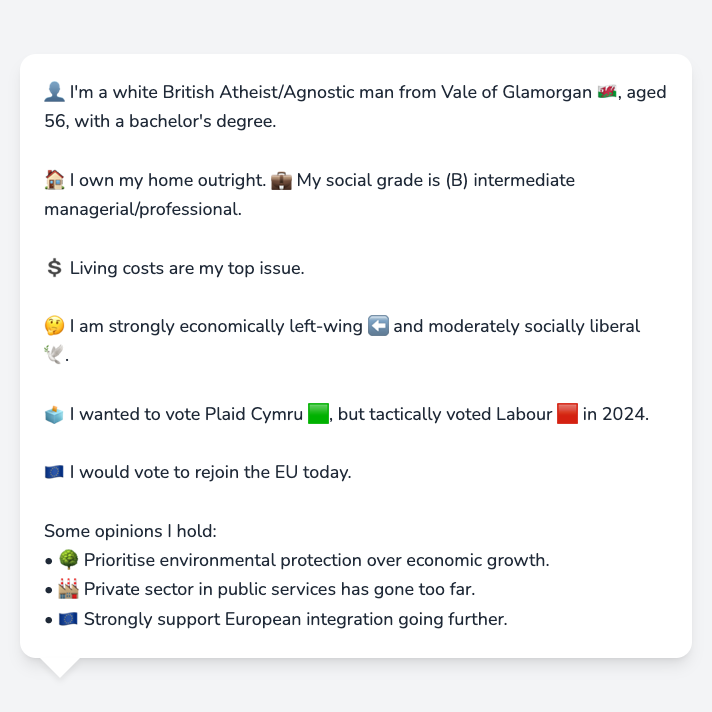 👤 I'm a white British Atheist/Agnostic man from Vale of Glamorgan 🏴󠁧󠁢󠁷󠁬󠁳󠁿, aged
56, with a bachelor's degree.
🏠 I own my home outright. 💼 My social grade is (B) intermediate
managerial/professional.
💲 Living costs are my top issue.
🤔 I am strongly economically left-wing ⬅️ and moderately socially liberal
🕊️.
🗳️ I wanted to vote Plaid Cymru 🟩, but tactically voted Labour 🟥 in 2024.
🇪🇺 I would vote to rejoin the EU today.
Some opinions I hold:
• 🌳 Prioritise environmental protection over economic growth.
• 🏭 Private sector in public services has gone too far.
• 🇪🇺 Strongly support European integration going further.